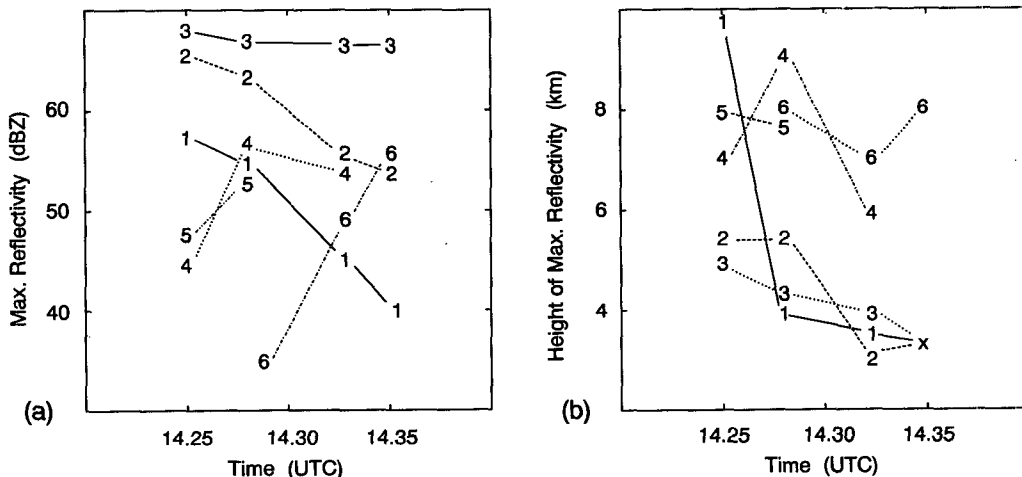 Max. Reflectivity (dBZ)
60
50
40
3 3 3 3
2 2 2 2
1 1 1 1
4 4 4
5 5
6 6 6
(a)
14.25 14.30 14.35
Time (UTC)
Height of Max. Reflectivity (km)
8
6
4
1 1 1
4 4 4
5 5
6 6 6
2 2 2
3 3 3
x
(b)
14.25 14.30 14.35
Time (UTC)